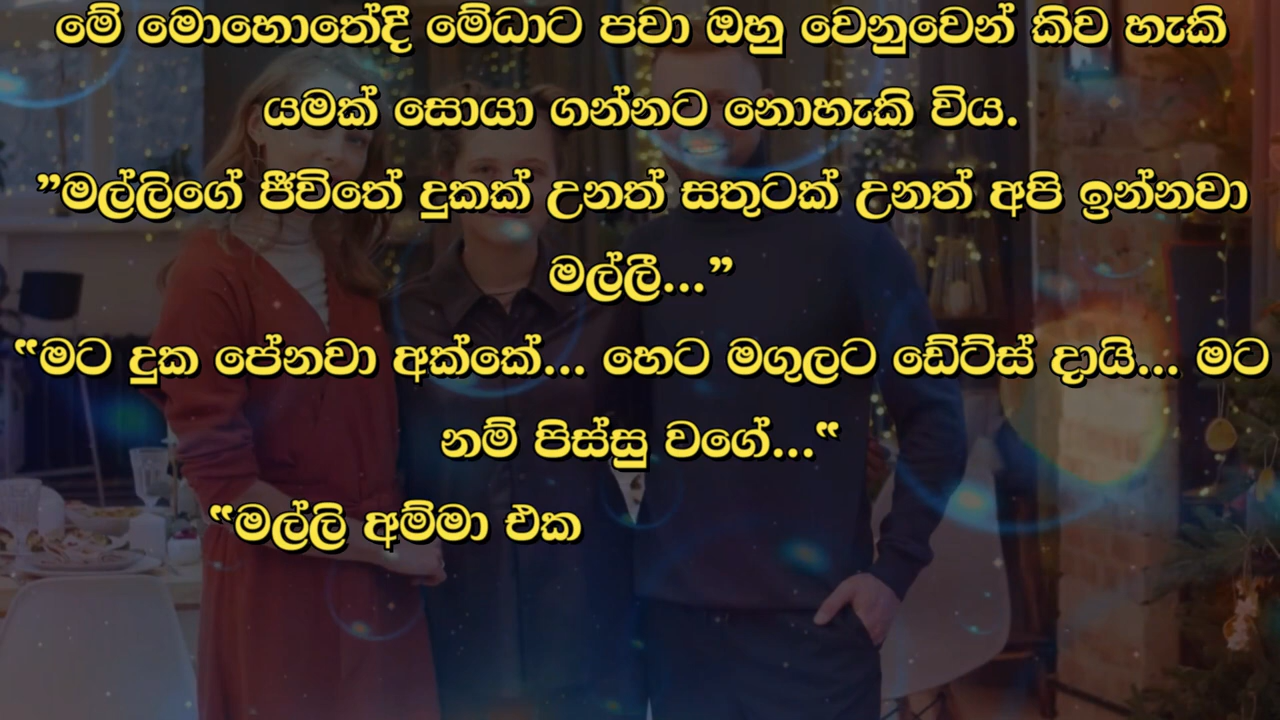 මේ මොහොතේදී මේධාට පවා ඔහු වෙනුවෙන් කිව හැකි
යමක් සොයා ගන්නට නොහැකි විය.
”මල්ලිගේ ජීවිතේ දුකක් උනත් සතුටක් උනත් අපි ඉන්නවා
මල්ලී...”
“මට දුක පේනවා අක්කේ... හෙට මගුලට ඩේට්ස් දායි... මට
නම් පිස්සු වගේ...“
“මල්ලි අම්මා එක